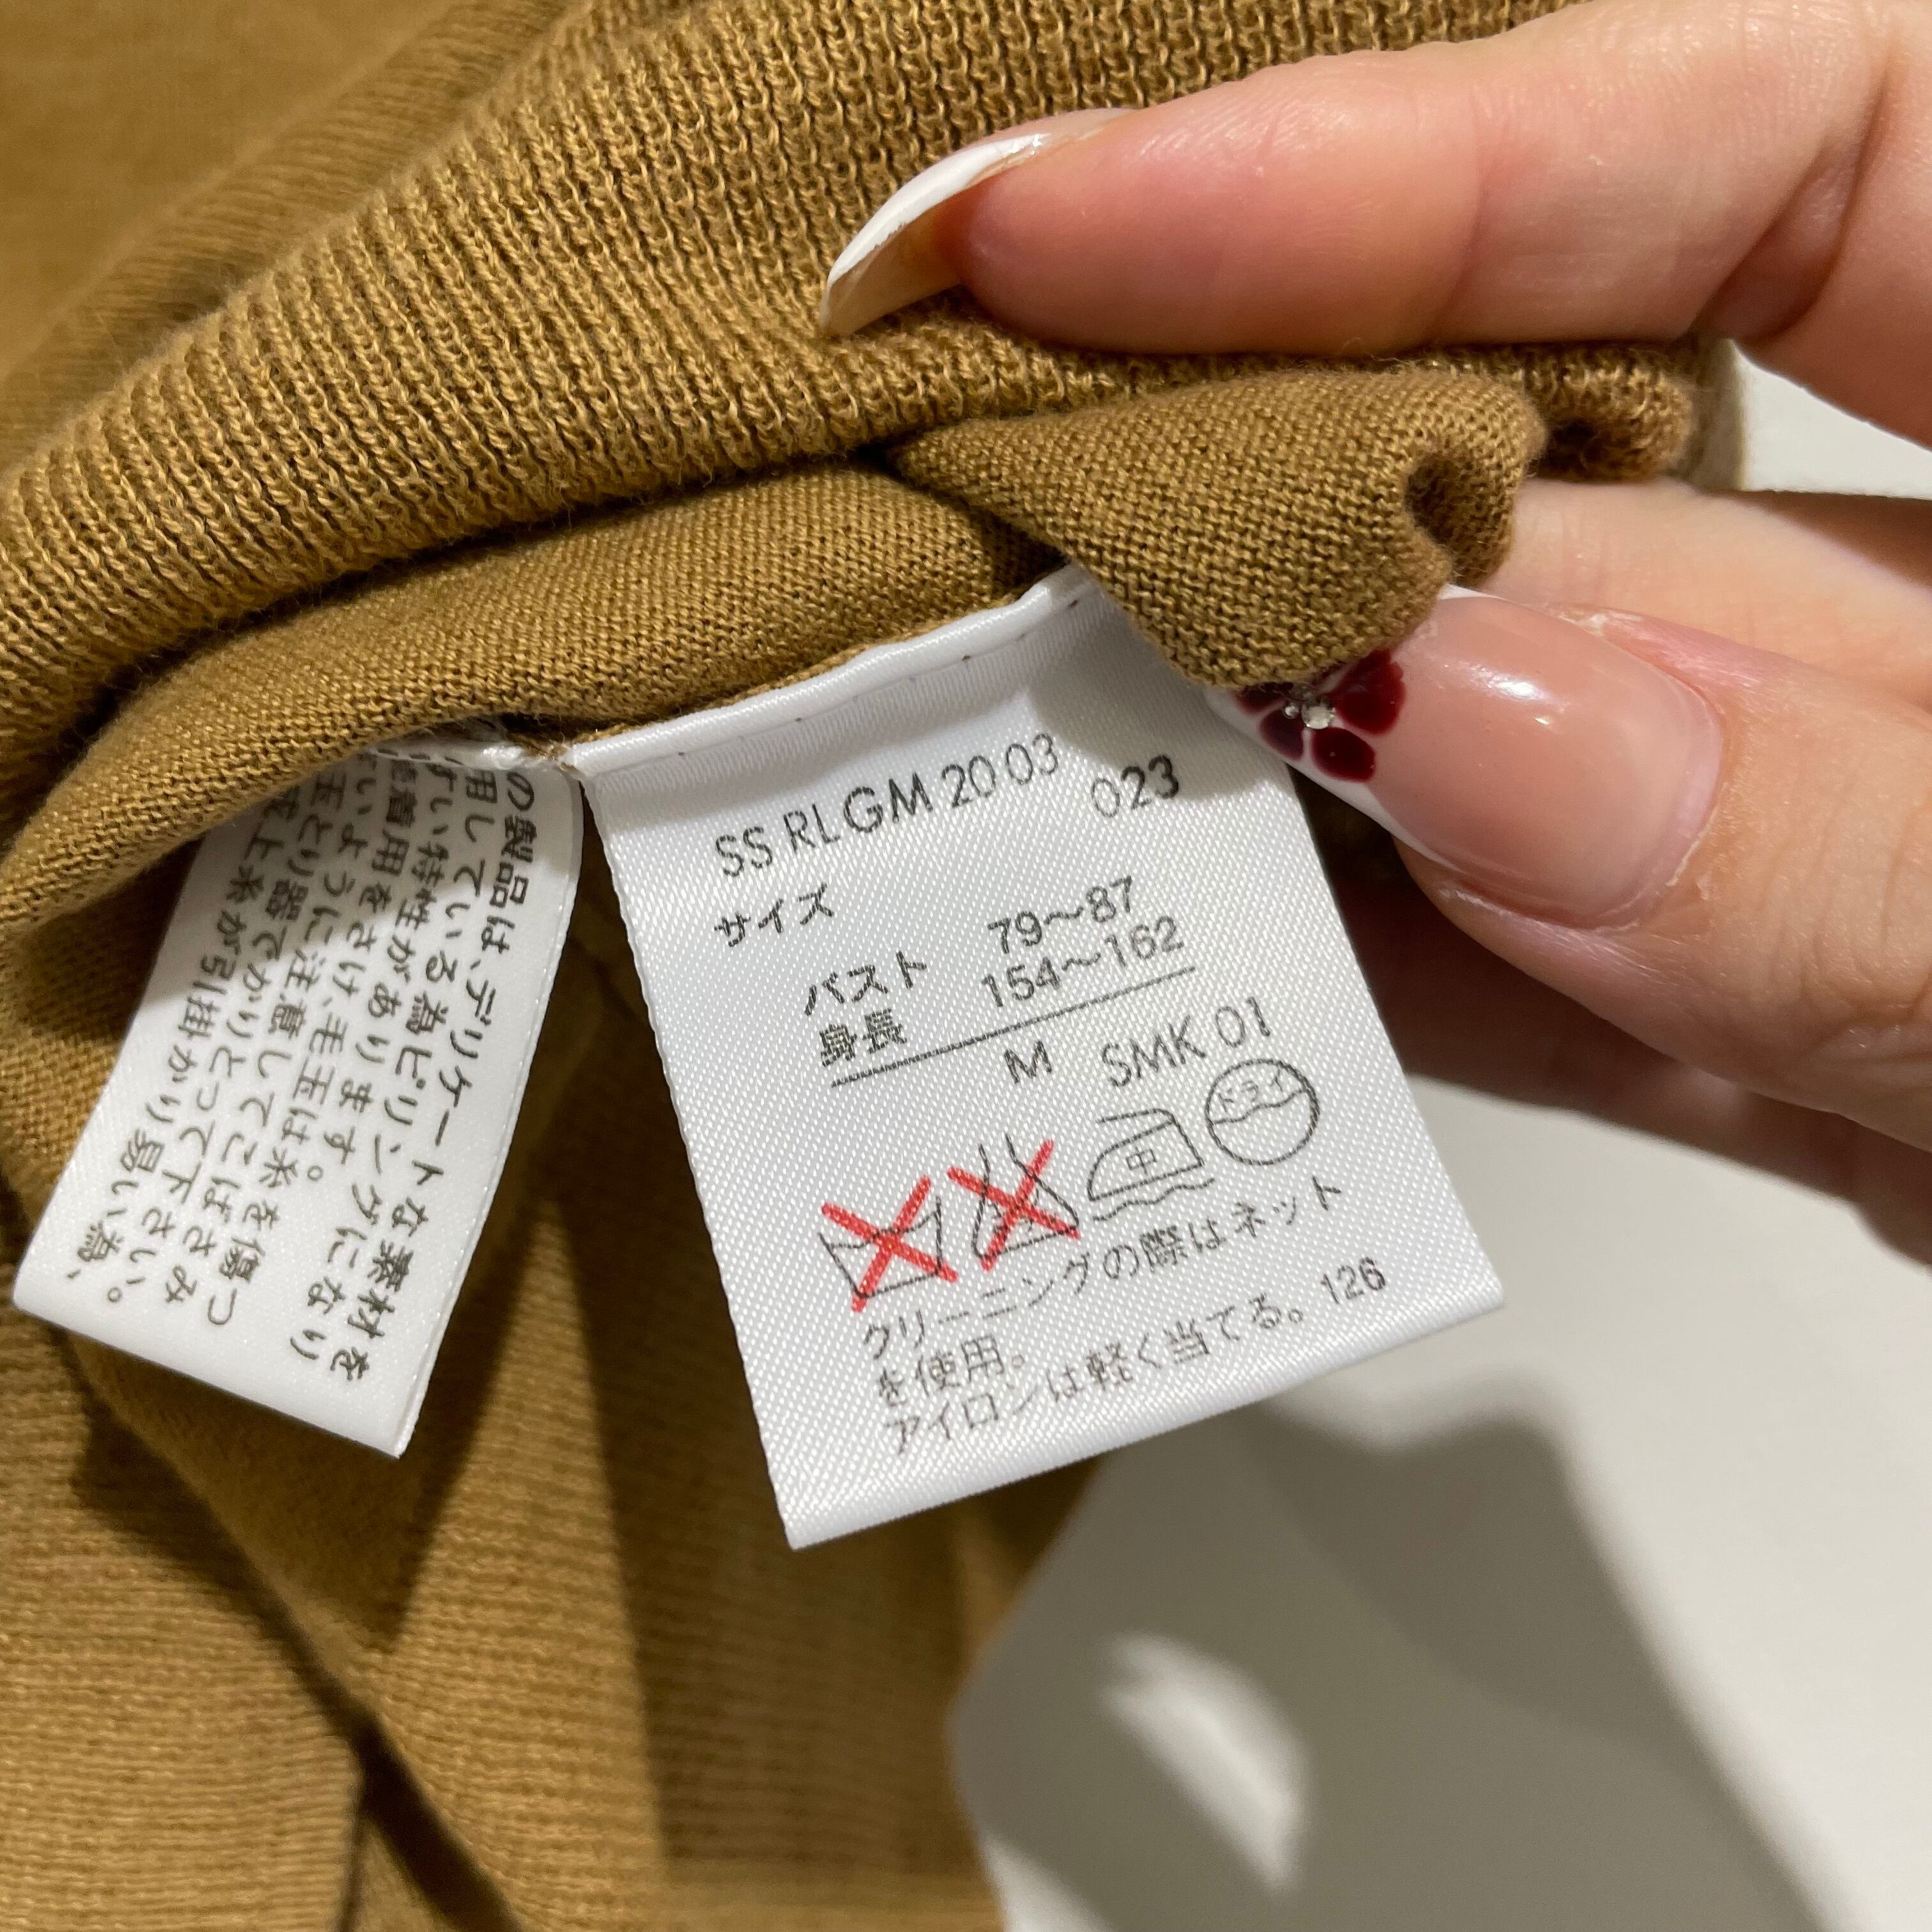 SS RLGM 20 03
023
サイズ
バスト 79〜87
身長 154〜162
M SMK 01
ドライ
中
クリーニングの際はネット
を使用。
アイロンは軽く当てる。 126
の製品は、デリケートな素材を
用している為ピリングになり
すい特性があります。
着用をさけ、毛玉は糸を傷つ
いように注意してこばさみ
毛玉とり器でかりとって下さい。
上糸が引掛かり易い為、